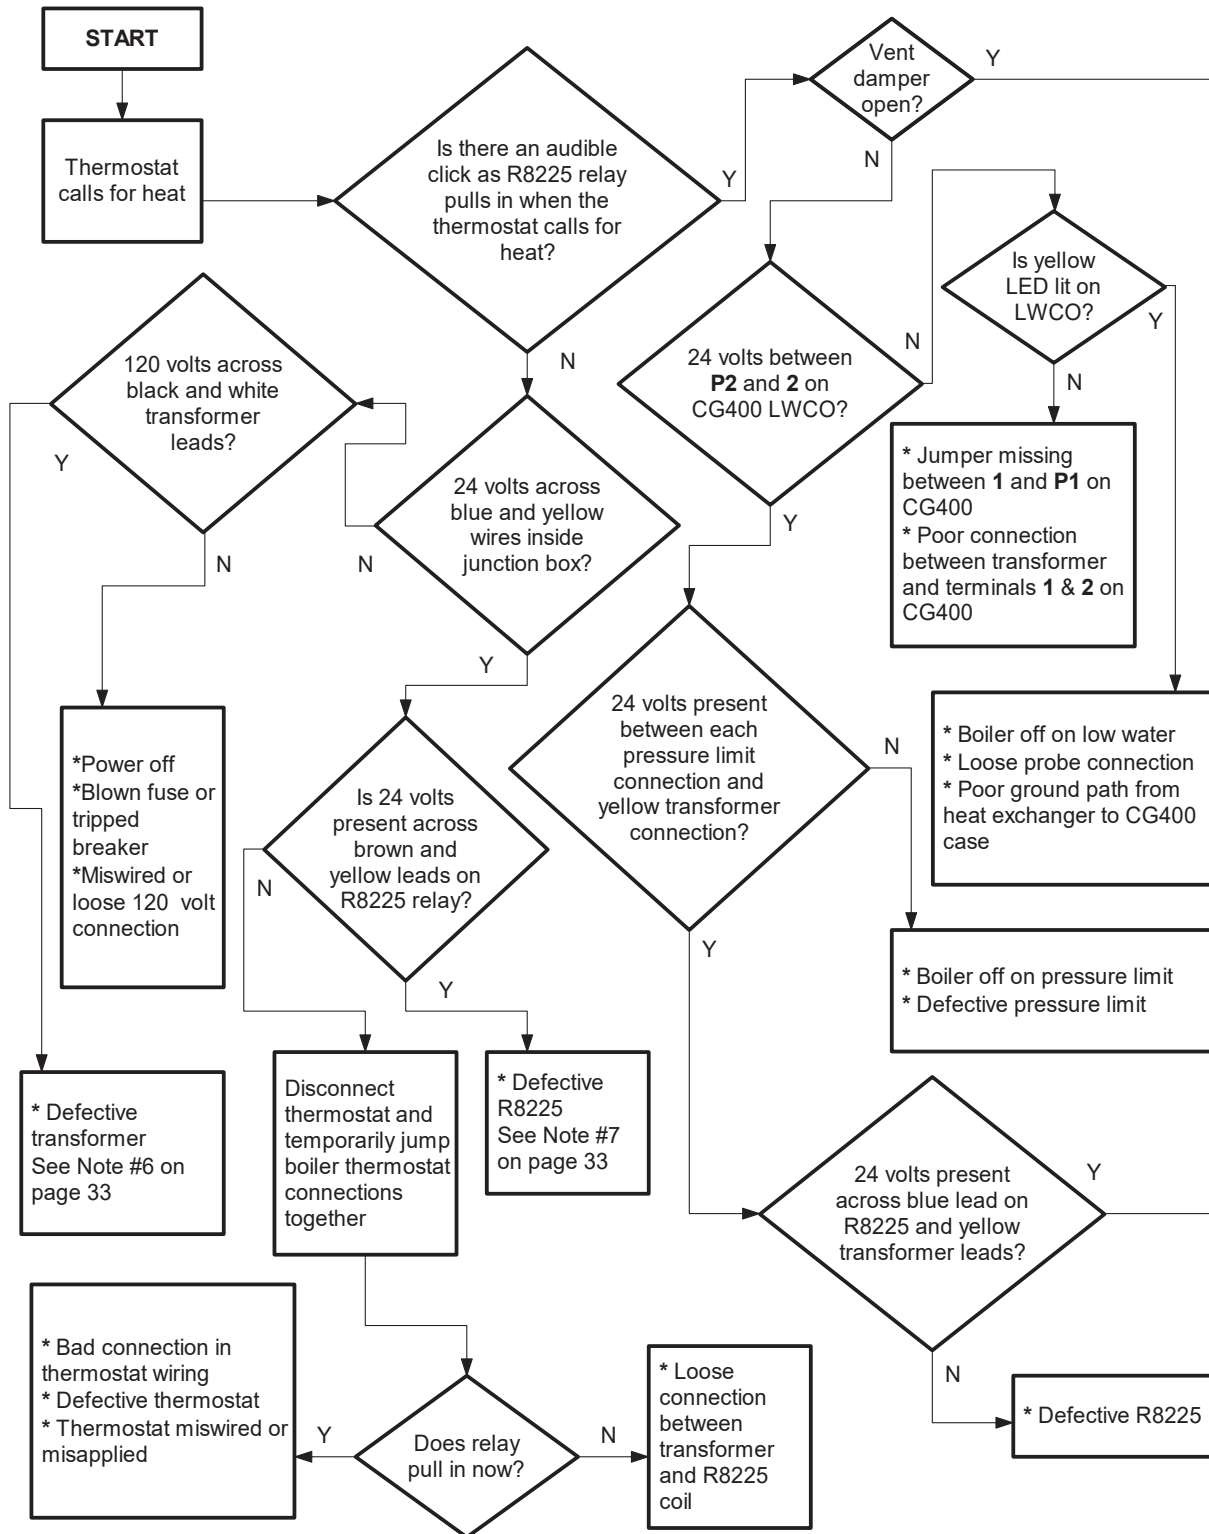 START
Thermostat
calls for heat
Is there an audible
click as R8225 relay
pulls in when the
thermostat calls for
heat?
Y
N
Vent
damper
open?
Y
N
Is yellow
LED lit on
LWCO?
Y
N
24 volts between
P2 and 2 on
CG400 LWCO?
N
Y
120 volts across
black and white
transformer
leads?
Y
N
24 volts across
blue and yellow
wires inside
junction box?
N
Y
* Jumper missing
between 1 and P1 on
CG400
* Poor connection
between transformer
and terminals 1 & 2 on
CG400
24 volts present
between each
pressure limit
connection and
yellow transformer
connection?
N
Y
* Boiler off on low water
* Loose probe connection
* Poor ground path from
heat exchanger to CG400
case
*Power off
*Blown fuse or
tripped
breaker
*Miswired or
loose 120 volt
connection
Is 24 volts
present across
brown and
yellow leads on
R8225 relay?
N
Y
* Boiler off on pressure limit
* Defective pressure limit
* Defective
transformer
See Note #6 on
page 33
Disconnect
thermostat and
temporarily jump
boiler thermostat
connections
together
* Defective
R8225
See Note #7
on page 33
24 volts present
across blue lead on
R8225 and yellow
transformer leads?
Y
N
* Bad connection in
thermostat wiring
* Defective thermostat
* Thermostat miswired or
misapplied
Y
Does relay
pull in now?
N
* Loose
connection
between
transformer
and R8225
coil
* Defective R8225